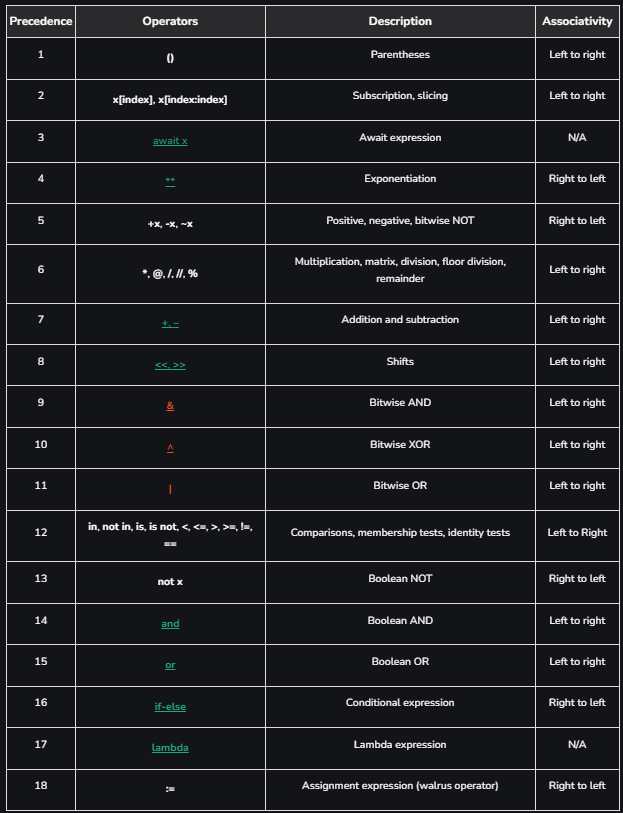 Precedence Operators Description Associativity
1 () Parentheses Left to right
2 x[index], x[index:index] Subscription, slicing Left to right
3 await x Await expression N/A
4 ** Exponentiation Right to left
5 +x, -x, ~x Positive, negative, bitwise NOT Right to left
6 *, @, /, //, % Multiplication, matrix, division, floor division,
remainder Left to right
7 +, – Addition and subtraction Left to right
8 <<, >> Shifts Left to right
9 & Bitwise AND Left to right
10 ^ Bitwise XOR Left to right
11 | Bitwise OR Left to right
12 in, not in, is, is not, <, <=, >, >=, !=,
== Comparisons, membership tests, identity tests Left to Right
13 not x Boolean NOT Right to left
14 and Boolean AND Left to right
15 or Boolean OR Left to right
16 if-else Conditional expression Right to left
17 lambda Lambda expression N/A
18 := Assignment expression (walrus operator) Right to left